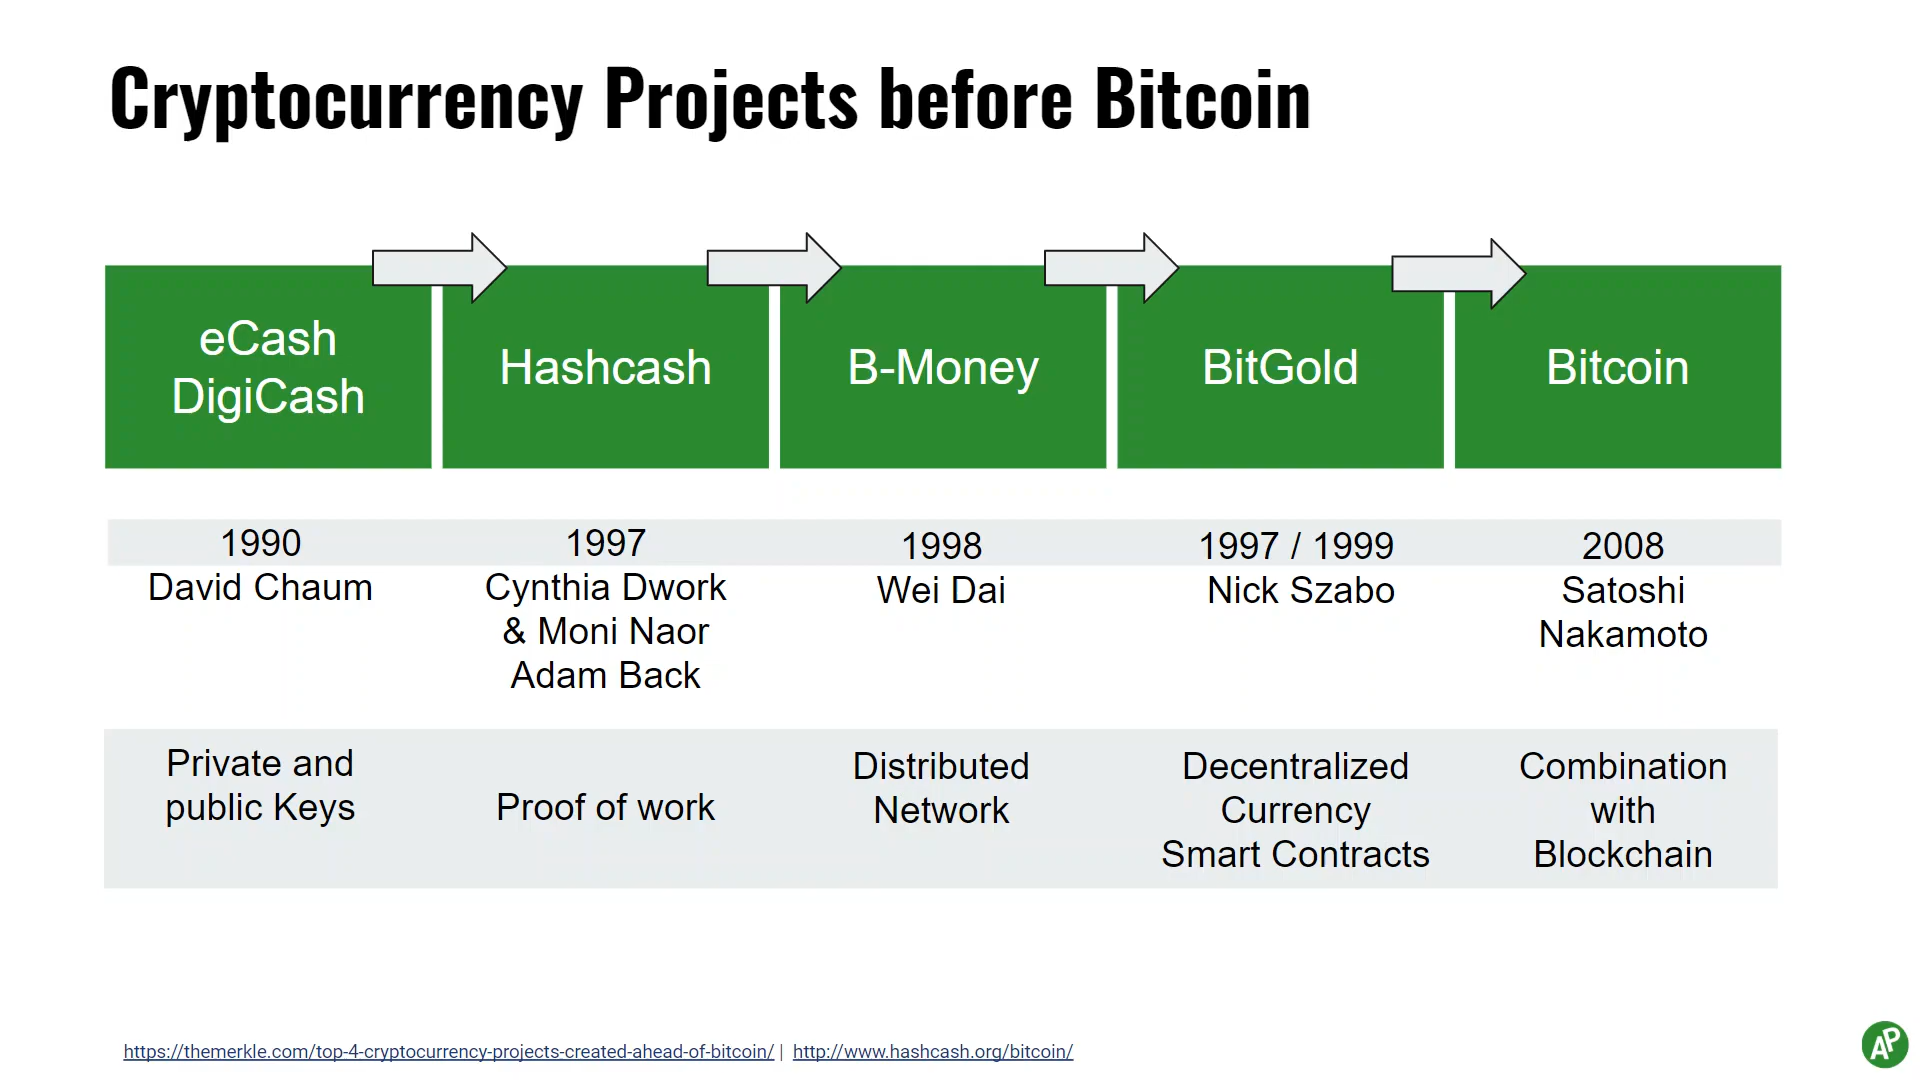 Cryptocurrency Projects before Bitcoin
eCash
DigiCash
Hashcash
B-Money
BitGold
Bitcoin
1990
David Chaum
1997
Cynthia Dwork
& Moni Naor
Adam Back
1998
Wei Dai
1997 / 1999
Nick Szabo
2008
Satoshi
Nakamoto
Private and
public Keys
Proof of work
Distributed
Network
Decentralized
Currency
Smart Contracts
Combination
with
Blockchain
https://themerkle.com/top-4-cryptocurrency-projects-created-ahead-of-bitcoin/ | http://www.hashcash.org/bitcoin/
AP